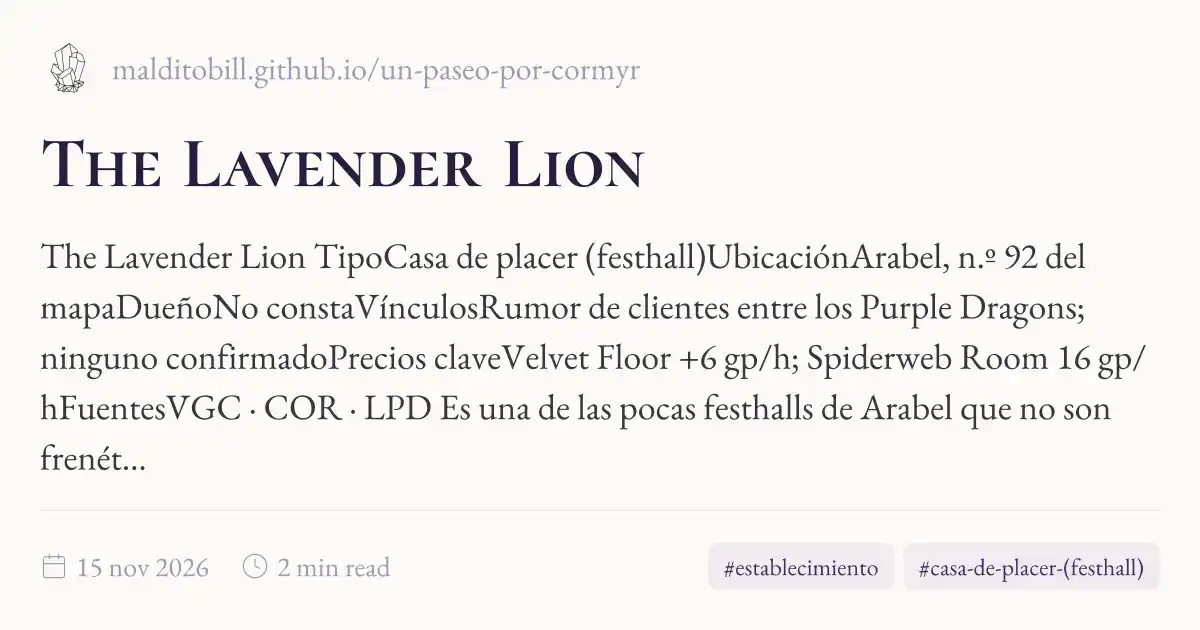 malditobill.github.io/un-paseo-por-cormyr
The Lavender Lion
The Lavender Lion TipoCasa de placer (festhall)UbicaciónArabel, n.º 92 del
mapaDueñoNo constaVínculosRumor de clientes entre los Purple Dragons;
ninguno confirmadoPrecios claveVelvet Floor +6 gp/h; Spiderweb Room 16 gp/
hFuentesVGC · COR · LPD Es una de las pocas festhalls de Arabel que no son
frenét...
15 nov 2026 2 min read #establecimiento #casa-de-placer-(festhall)